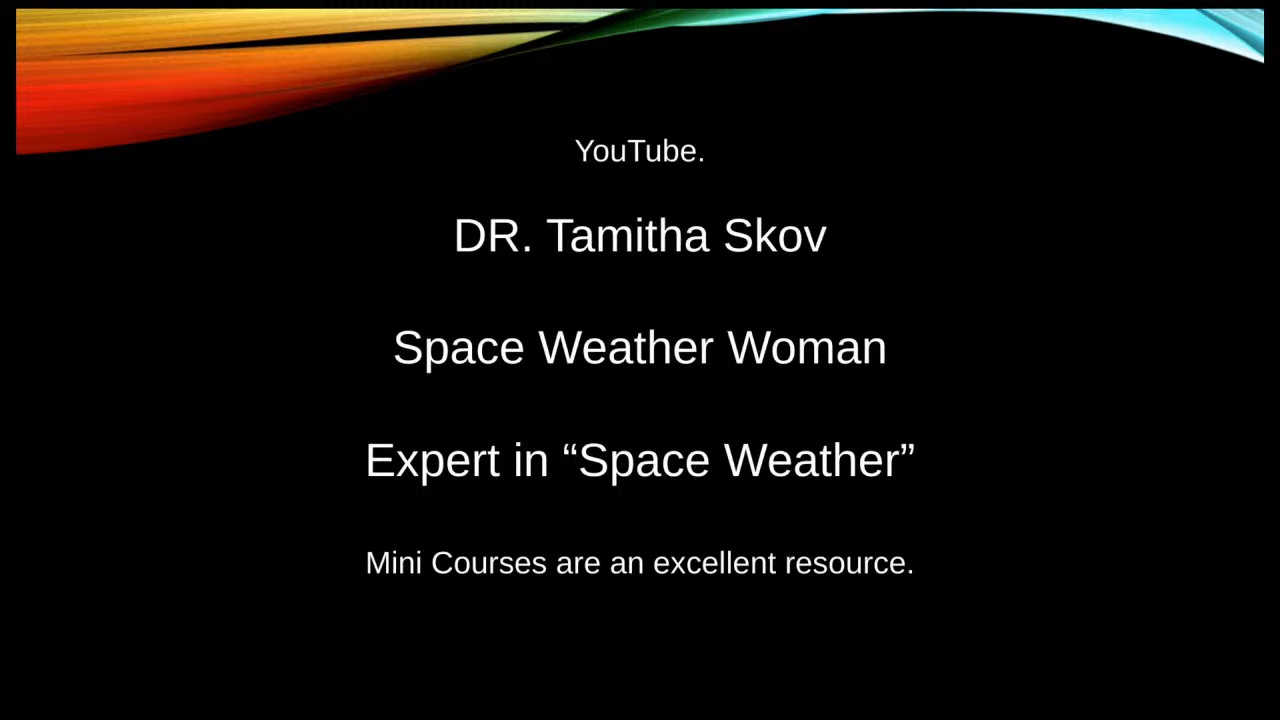 YouTube.
DR. Tamitha Skov
Space Weather Woman
Expert in “Space Weather”
Mini Courses are an excellent resource.